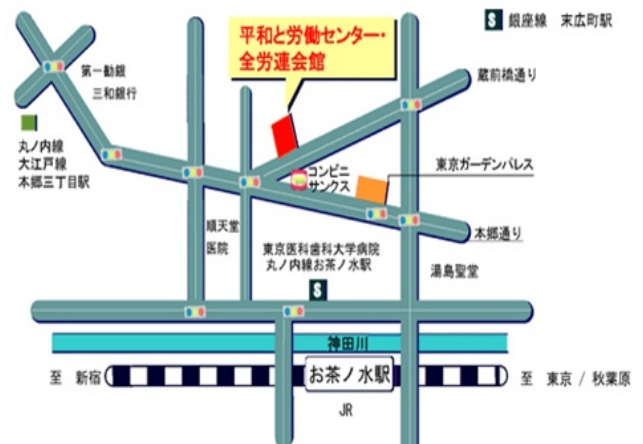 S 銀座線 末広町駅
平和と労働センター・
全労連会館
第一勧銀
三和銀行
蔵前橋通り
丸ノ内線
大江戸線
本郷三丁目駅
コンビニ
サンクス
東京ガーデンパレス
順天堂
医院
東京医科歯科大学病院
丸ノ内線お茶ノ水駅
S
本郷通り
湯島聖堂
神田川
至 新宿
お茶ノ水駅
至 東京 / 秋葉原
JR